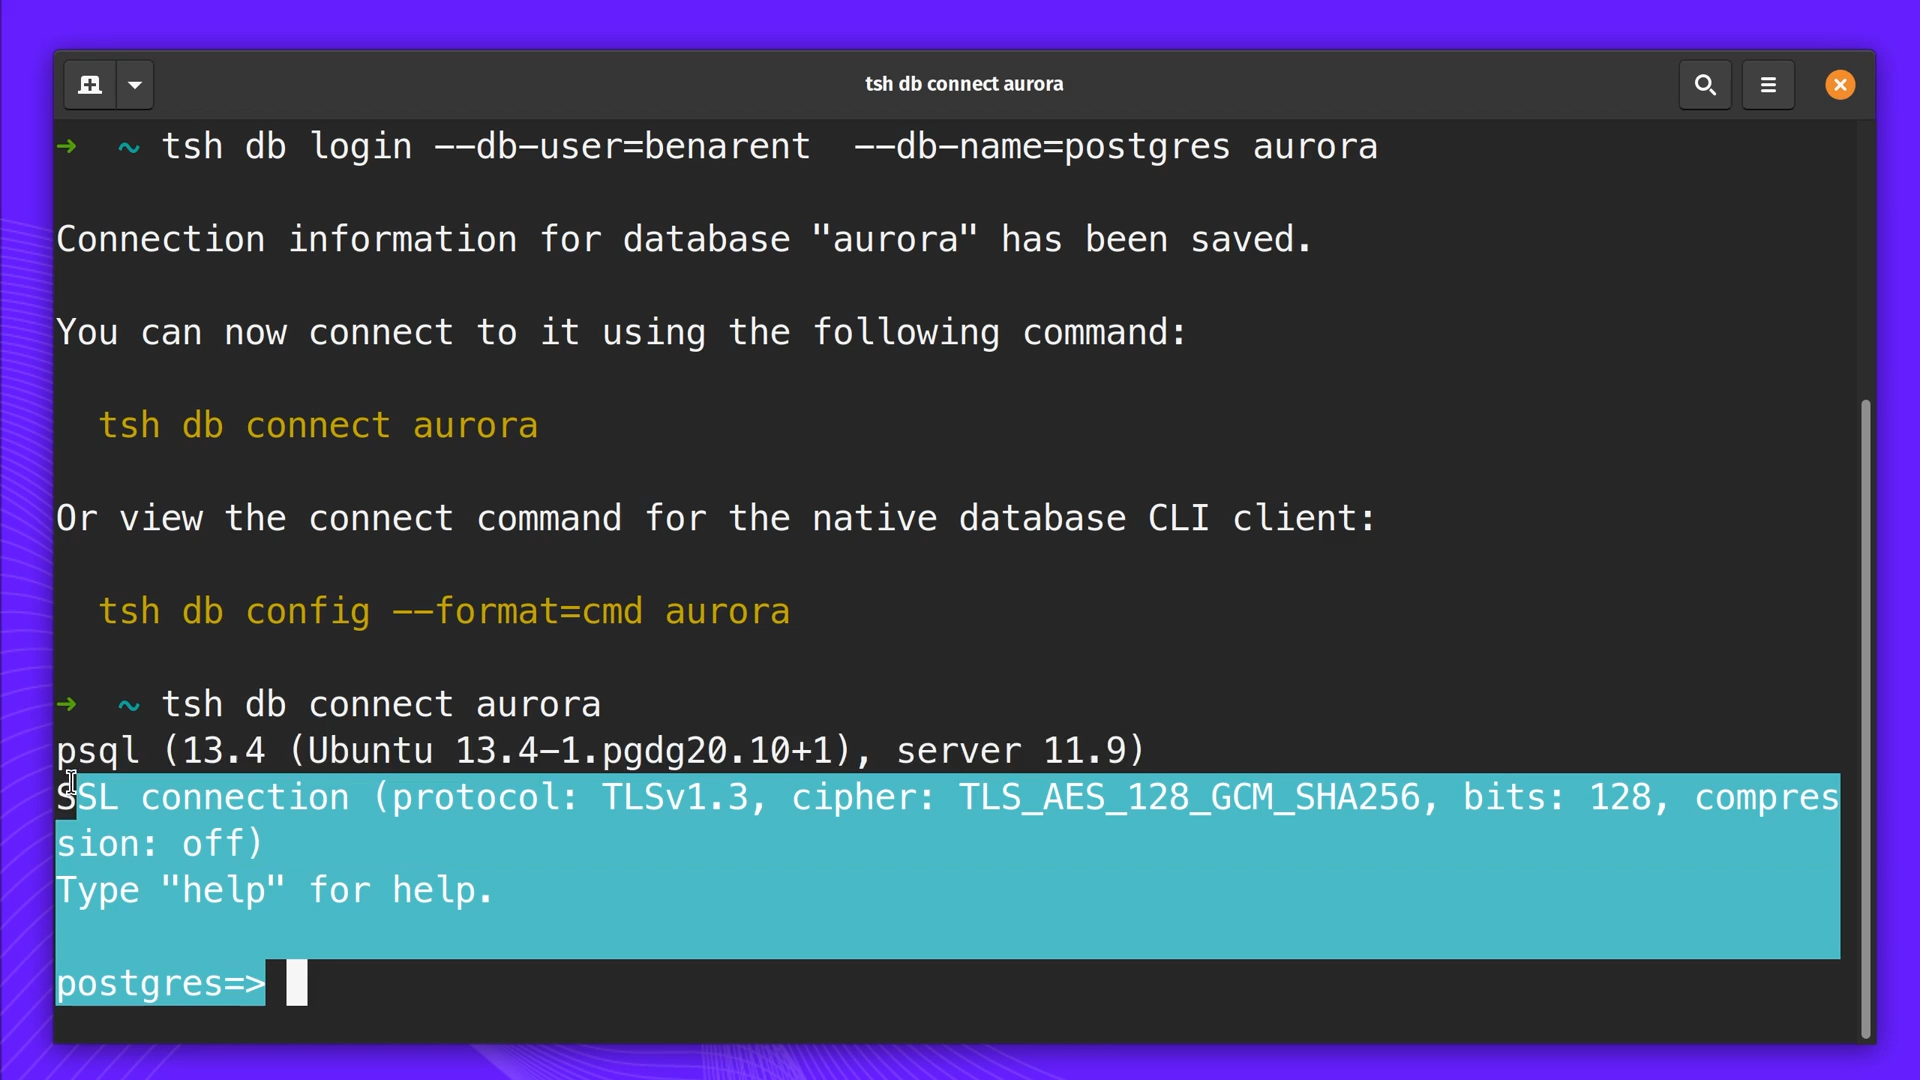 tsh db connect aurora
➜ ~ tsh db login --db-user=benarent  --db-name=postgres aurora
Connection information for database "aurora" has been saved.
You can now connect to it using the following command:
tsh db connect aurora
Or view the connect command for the native database CLI client:
tsh db config --format=cmd aurora
➜ ~ tsh db connect aurora
psql (13.4 (Ubuntu 13.4-1.pgdg20.10+1), server 11.9)
SSL connection (protocol: TLSv1.3, cipher: TLS_AES_128_GCM_SHA256, bits: 128, compres
sion: off)
Type "help" for help.
postgres=>